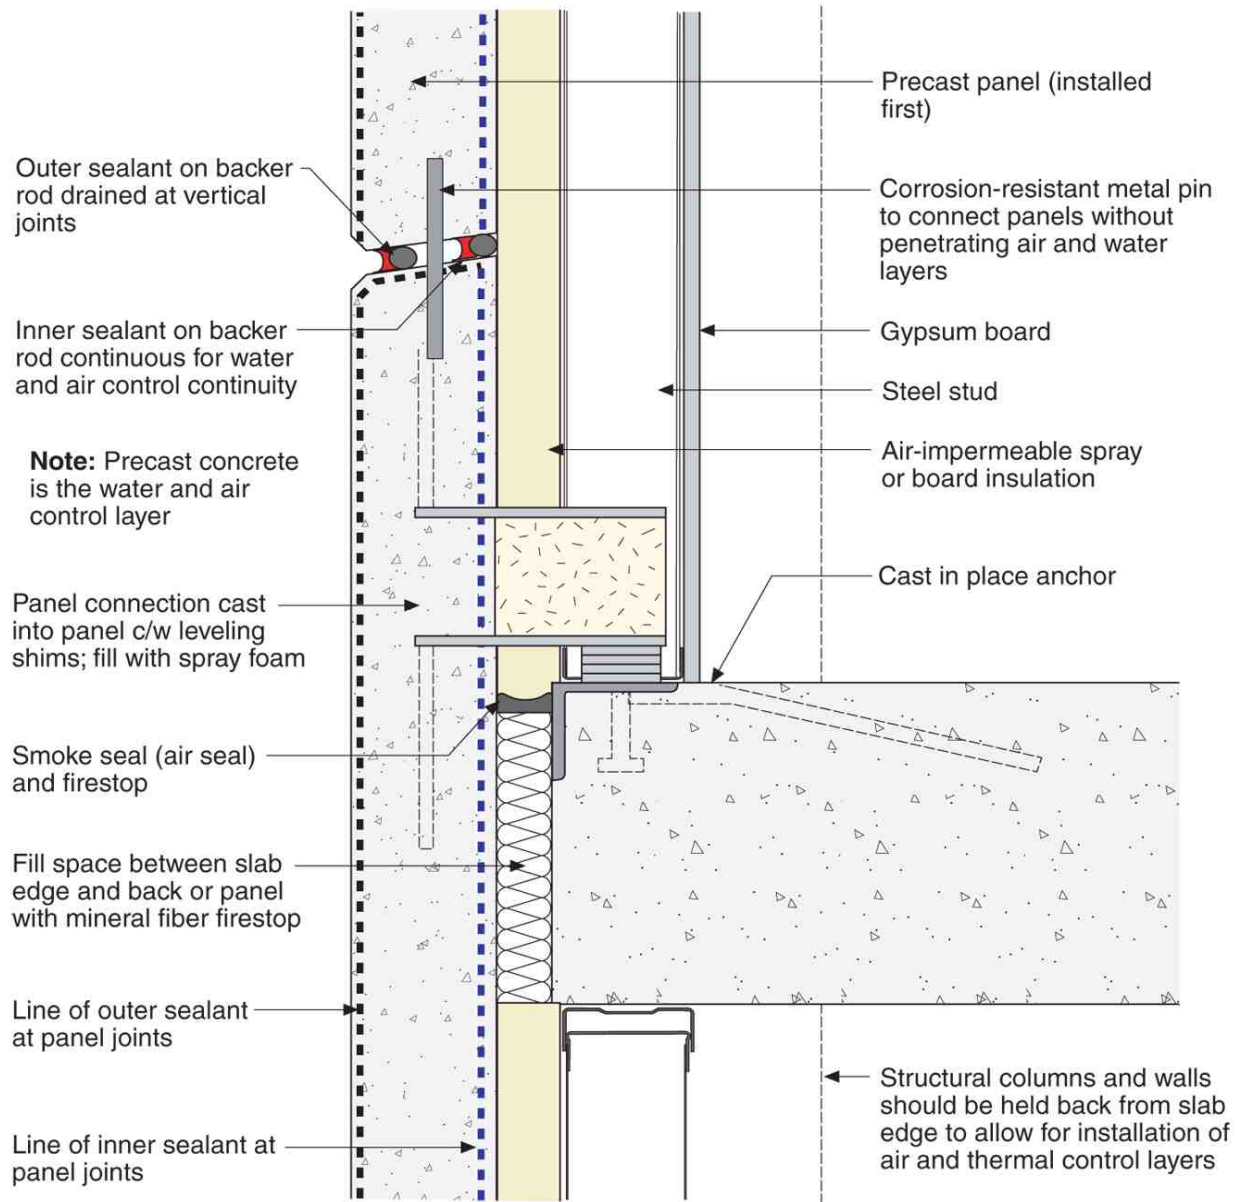 Precast panel (installed
first)
Outer sealant on backer
rod drained at vertical
joints
Corrosion-resistant metal pin
to connect panels without
penetrating air and water
layers
Inner sealant on backer
rod continuous for water
and air control continuity
Gypsum board
Steel stud
Note: Precast concrete
is the water and air
control layer
Air-impermeable spray
or board insulation
Cast in place anchor
Panel connection cast
into panel c/w leveling
shims; fill with spray foam
Smoke seal (air seal)
and firestop
Fill space between slab
edge and back or panel
with mineral fiber firestop
Line of outer sealant
at panel joints
Structural columns and walls
should be held back from slab
edge to allow for installation of
air and thermal control layers
Line of inner sealant at
panel joints